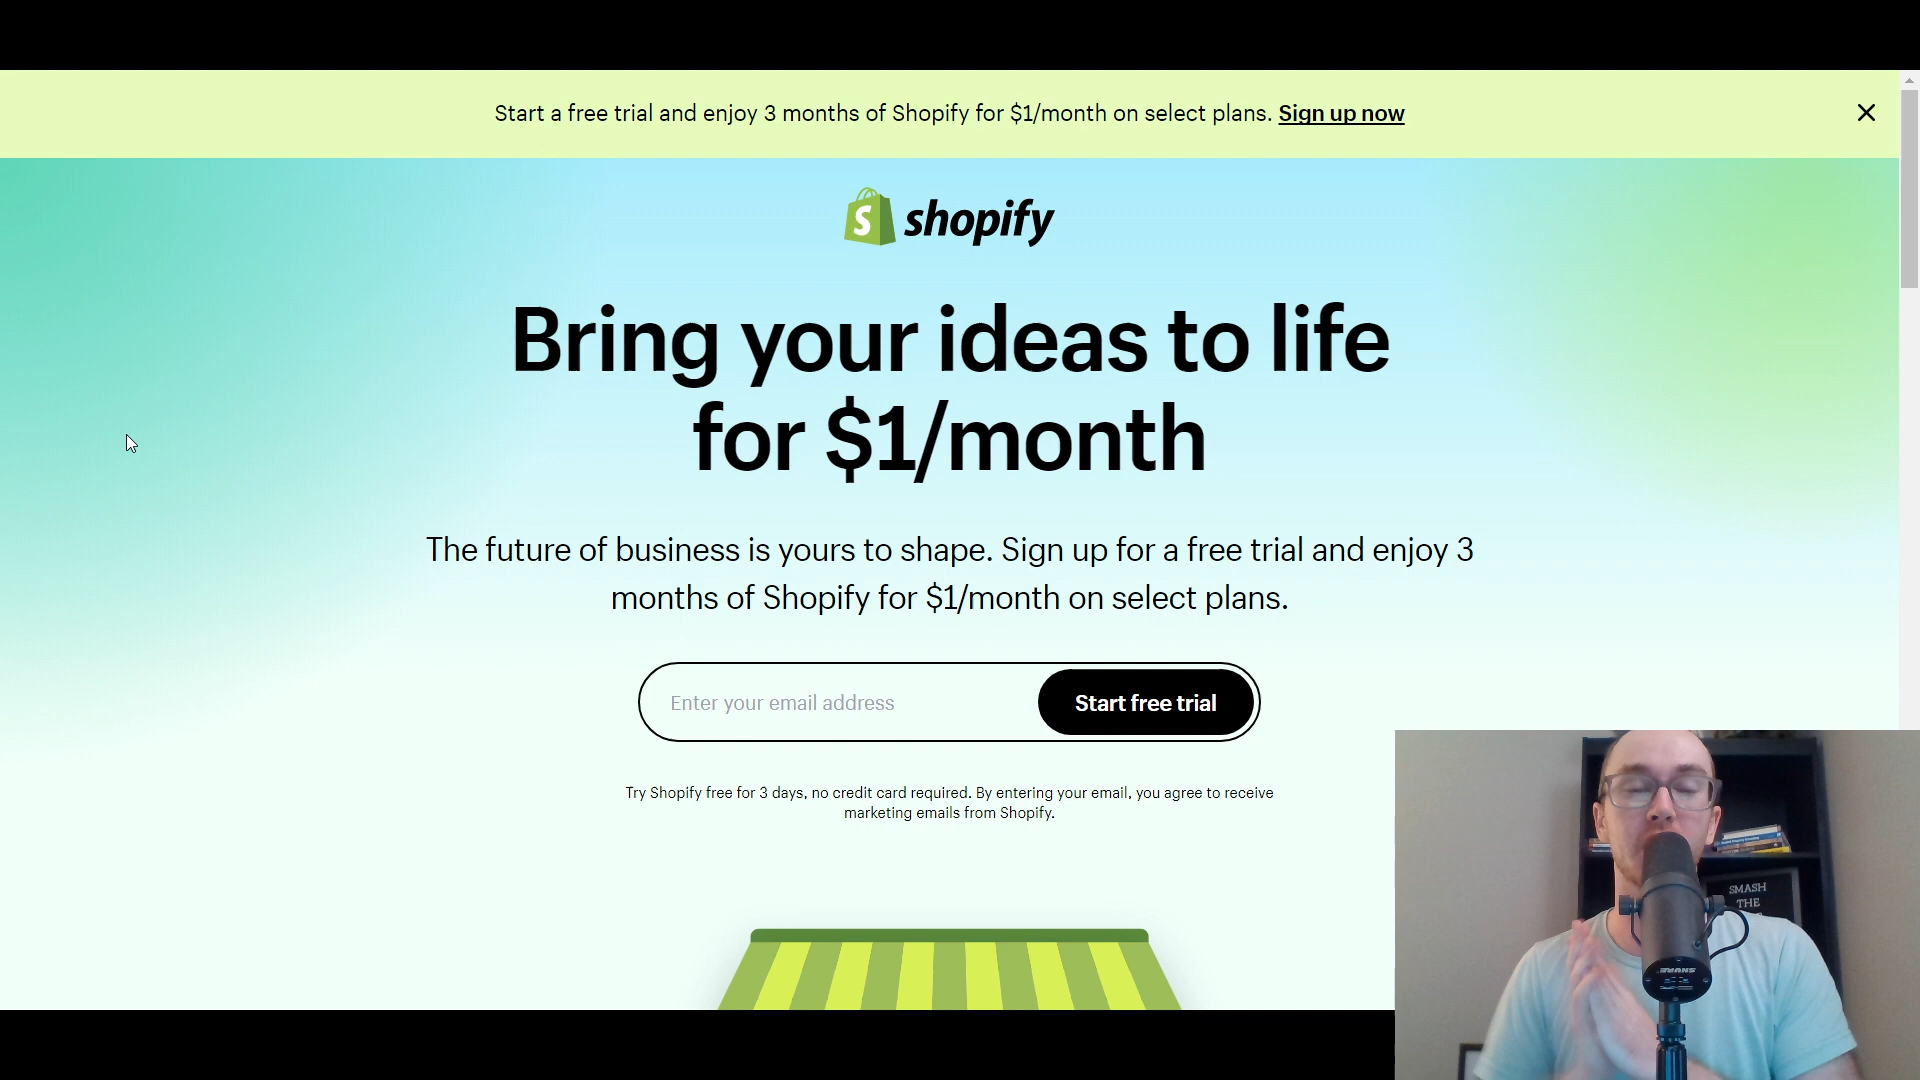 Start a free trial and enjoy 3 months of Shopify for $1/month on select plans. Sign up now
shopify
Bring your ideas to life
for $1/month
The future of business is yours to shape. Sign up for a free trial and enjoy 3
months of Shopify for $1/month on select plans.
Enter your email address
Start free trial
Try Shopify free for 3 days, no credit card required. By entering your email, you agree to receive
marketing emails from Shopify.
SMASH
THE
SHURE